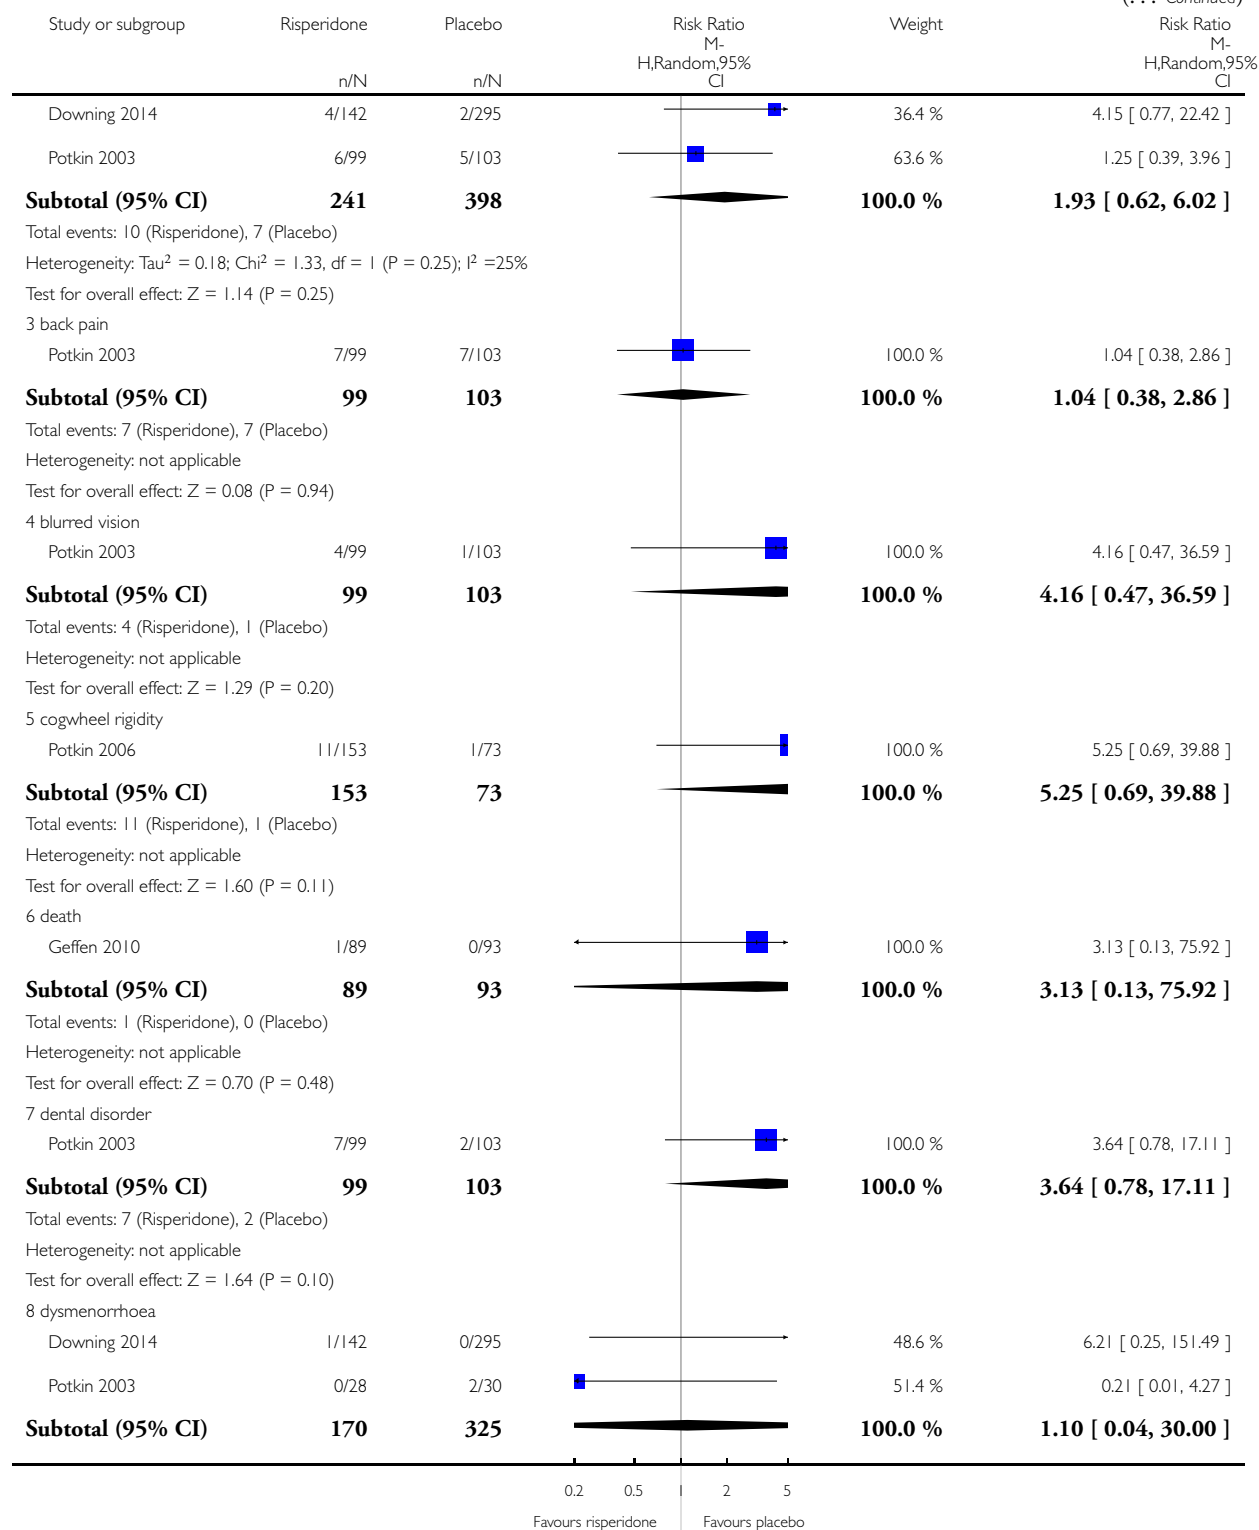 (. . . Continued)
Study or subgroup Risperidone Placebo Risk Ratio Weight Risk Ratio
M- M-
H,Random,95% H,Random,95%
n/N n/N CI CI
Downing 2014 4/142 2/295 36.4 % 4.15 [ 0.77, 22.42 ]
Potkin 2003 6/99 5/103 63.6 % 1.25 [ 0.39, 3.96 ]
Subtotal (95% CI) 241 398 100.0 % 1.93 [ 0.62, 6.02 ]
Total events: 10 (Risperidone), 7 (Placebo)
Heterogeneity: Tau² = 0.18; Chi² = 1.33, df = 1 (P = 0.25); I² =25%
Test for overall effect: Z = 1.14 (P = 0.25)
3 back pain
Potkin 2003 7/99 7/103 100.0 % 1.04 [ 0.38, 2.86 ]
Subtotal (95% CI) 99 103 100.0 % 1.04 [ 0.38, 2.86 ]
Total events: 7 (Risperidone), 7 (Placebo)
Heterogeneity: not applicable
Test for overall effect: Z = 0.08 (P = 0.94)
4 blurred vision
Potkin 2003 4/99 1/103 100.0 % 4.16 [ 0.47, 36.59 ]
Subtotal (95% CI) 99 103 100.0 % 4.16 [ 0.47, 36.59 ]
Total events: 4 (Risperidone), 1 (Placebo)
Heterogeneity: not applicable
Test for overall effect: Z = 1.29 (P = 0.20)
5 cogwheel rigidity
Potkin 2006 11/153 1/73 100.0 % 5.25 [ 0.69, 39.88 ]
Subtotal (95% CI) 153 73 100.0 % 5.25 [ 0.69, 39.88 ]
Total events: 11 (Risperidone), 1 (Placebo)
Heterogeneity: not applicable
Test for overall effect: Z = 1.60 (P = 0.11)
6 death
Geffen 2010 1/89 0/93 100.0 % 3.13 [ 0.13, 75.92 ]
Subtotal (95% CI) 89 93 100.0 % 3.13 [ 0.13, 75.92 ]
Total events: 1 (Risperidone), 0 (Placebo)
Heterogeneity: not applicable
Test for overall effect: Z = 0.70 (P = 0.48)
7 dental disorder
Potkin 2003 7/99 2/103 100.0 % 3.64 [ 0.78, 17.11 ]
Subtotal (95% CI) 99 103 100.0 % 3.64 [ 0.78, 17.11 ]
Total events: 7 (Risperidone), 2 (Placebo)
Heterogeneity: not applicable
Test for overall effect: Z = 1.64 (P = 0.10)
8 dysmenorrhoea
Downing 2014 1/142 0/295 48.6 % 6.21 [ 0.25, 151.49 ]
Potkin 2003 0/28 2/30 51.4 % 0.21 [ 0.01, 4.27 ]
Subtotal (95% CI) 170 325 100.0 % 1.10 [ 0.04, 30.00 ]
0.2 0.5 1 2 5
Favours risperidone Favours placebo